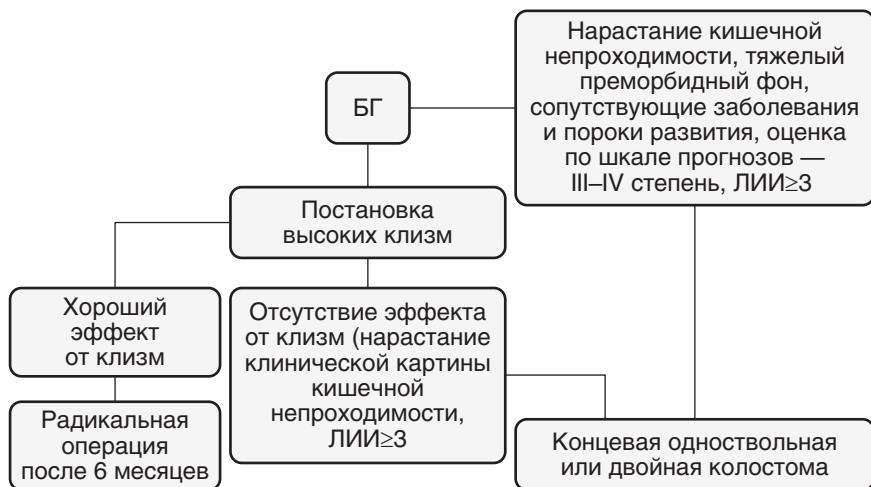 БГ
Нарастание кишечной
непроходимости, тяжелый
преморбидный фон,
сопутствующие заболевания
и пороки развития, оценка
по шкале прогнозов —
III–IV степень, ЛИИ≥3
Постановка
высоких клизм
Хороший
эффект
от клизм
Отсутствие эффекта
от клизм (нарастание
клинической картины
кишечной
непроходимости,
ЛИИ≥3
Радикальная
операция
после 6 месяцев
Концевая одноствольная
или двойная колостома